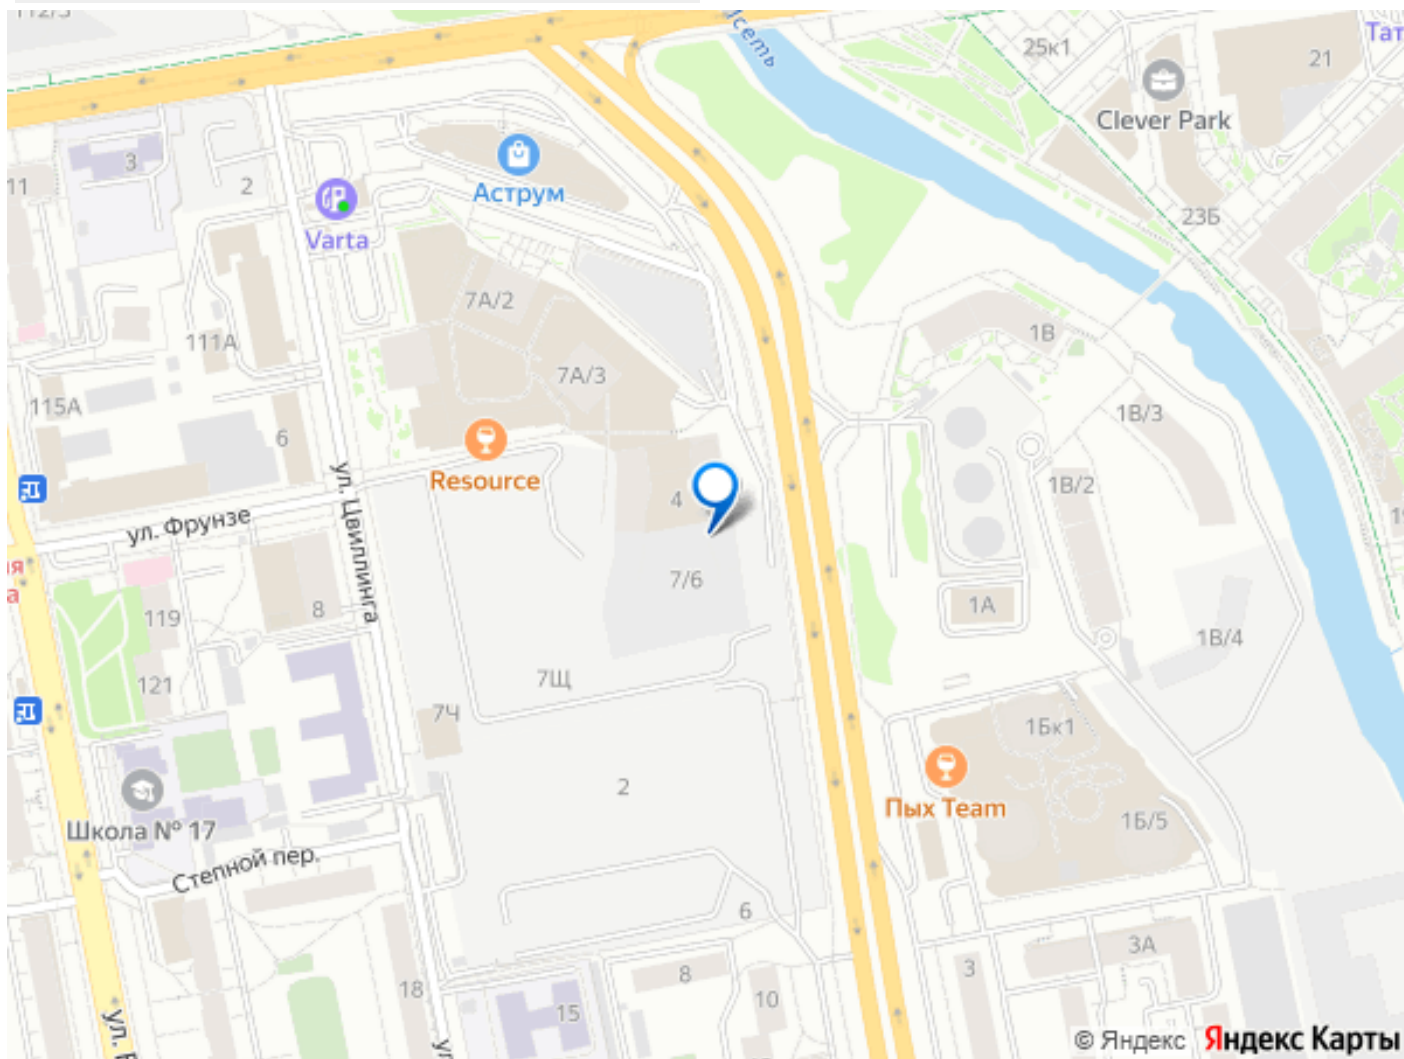 25к1
21
Clever Park
3
11
2
Аструм
Varta
23Б
7А/2
1В
111А
7А/3
115А
1В/3
6
Resource
ул. Цвиллинга
4
1В/2
ул. Фрунзе
7/6
1А
119
8
1В/4
7Щ
121
7Ч
1Бк1
2
Пых Team
1Б/5
Школа № 17
Степной пер.
6
3А
8
3
18
10
15
© Яндекс Яндекс Карты